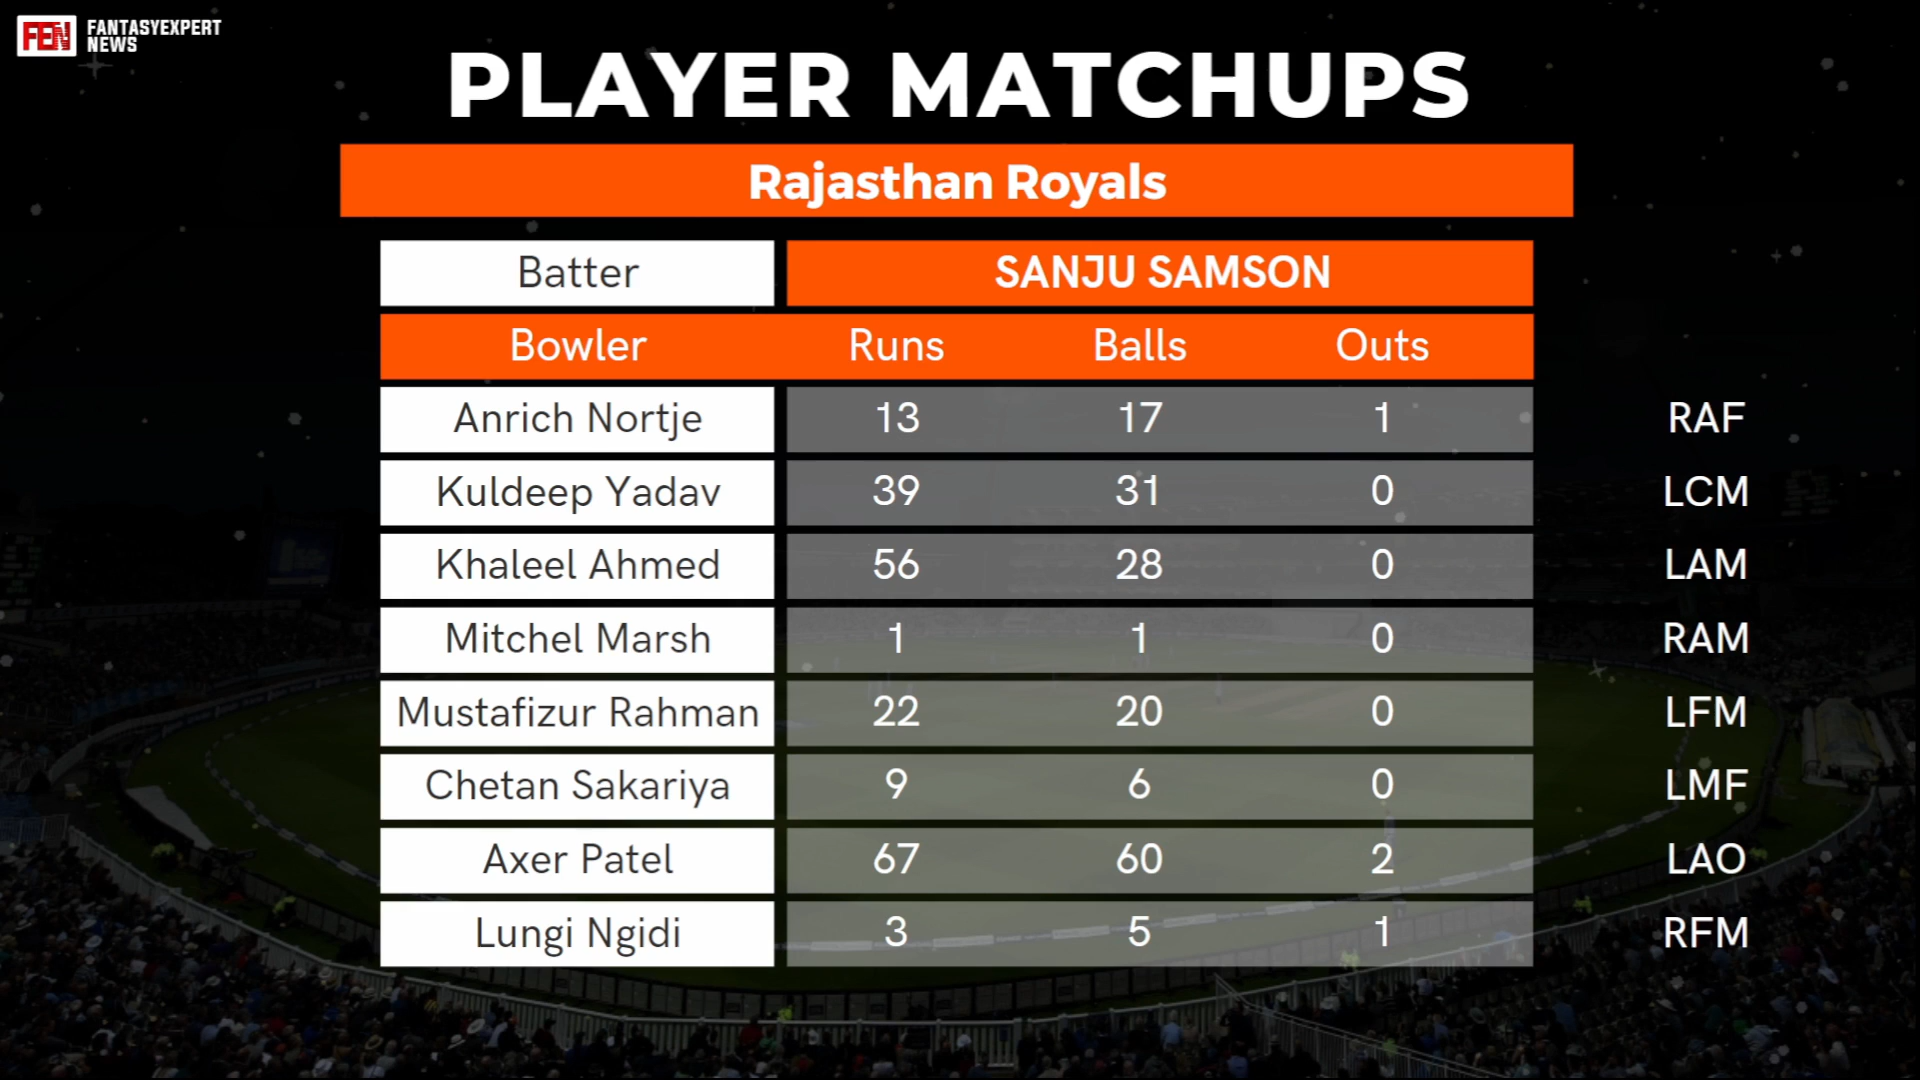 FEN FANTASYEXPERT
NEWS
PLAYER MATCHUPS
Rajasthan Royals
Batter SANJU SAMSON
Bowler Runs Balls Outs
Anrich Nortje 13 17 1 RAF
Kuldeep Yadav 39 31 0 LCM
Khaleel Ahmed 56 28 0 LAM
Mitchel Marsh 1 1 0 RAM
Mustafizur Rahman 22 20 0 LFM
Chetan Sakariya 9 6 0 LMF
Axer Patel 67 60 2 LAO
Lungi Ngidi 3 5 1 RFM